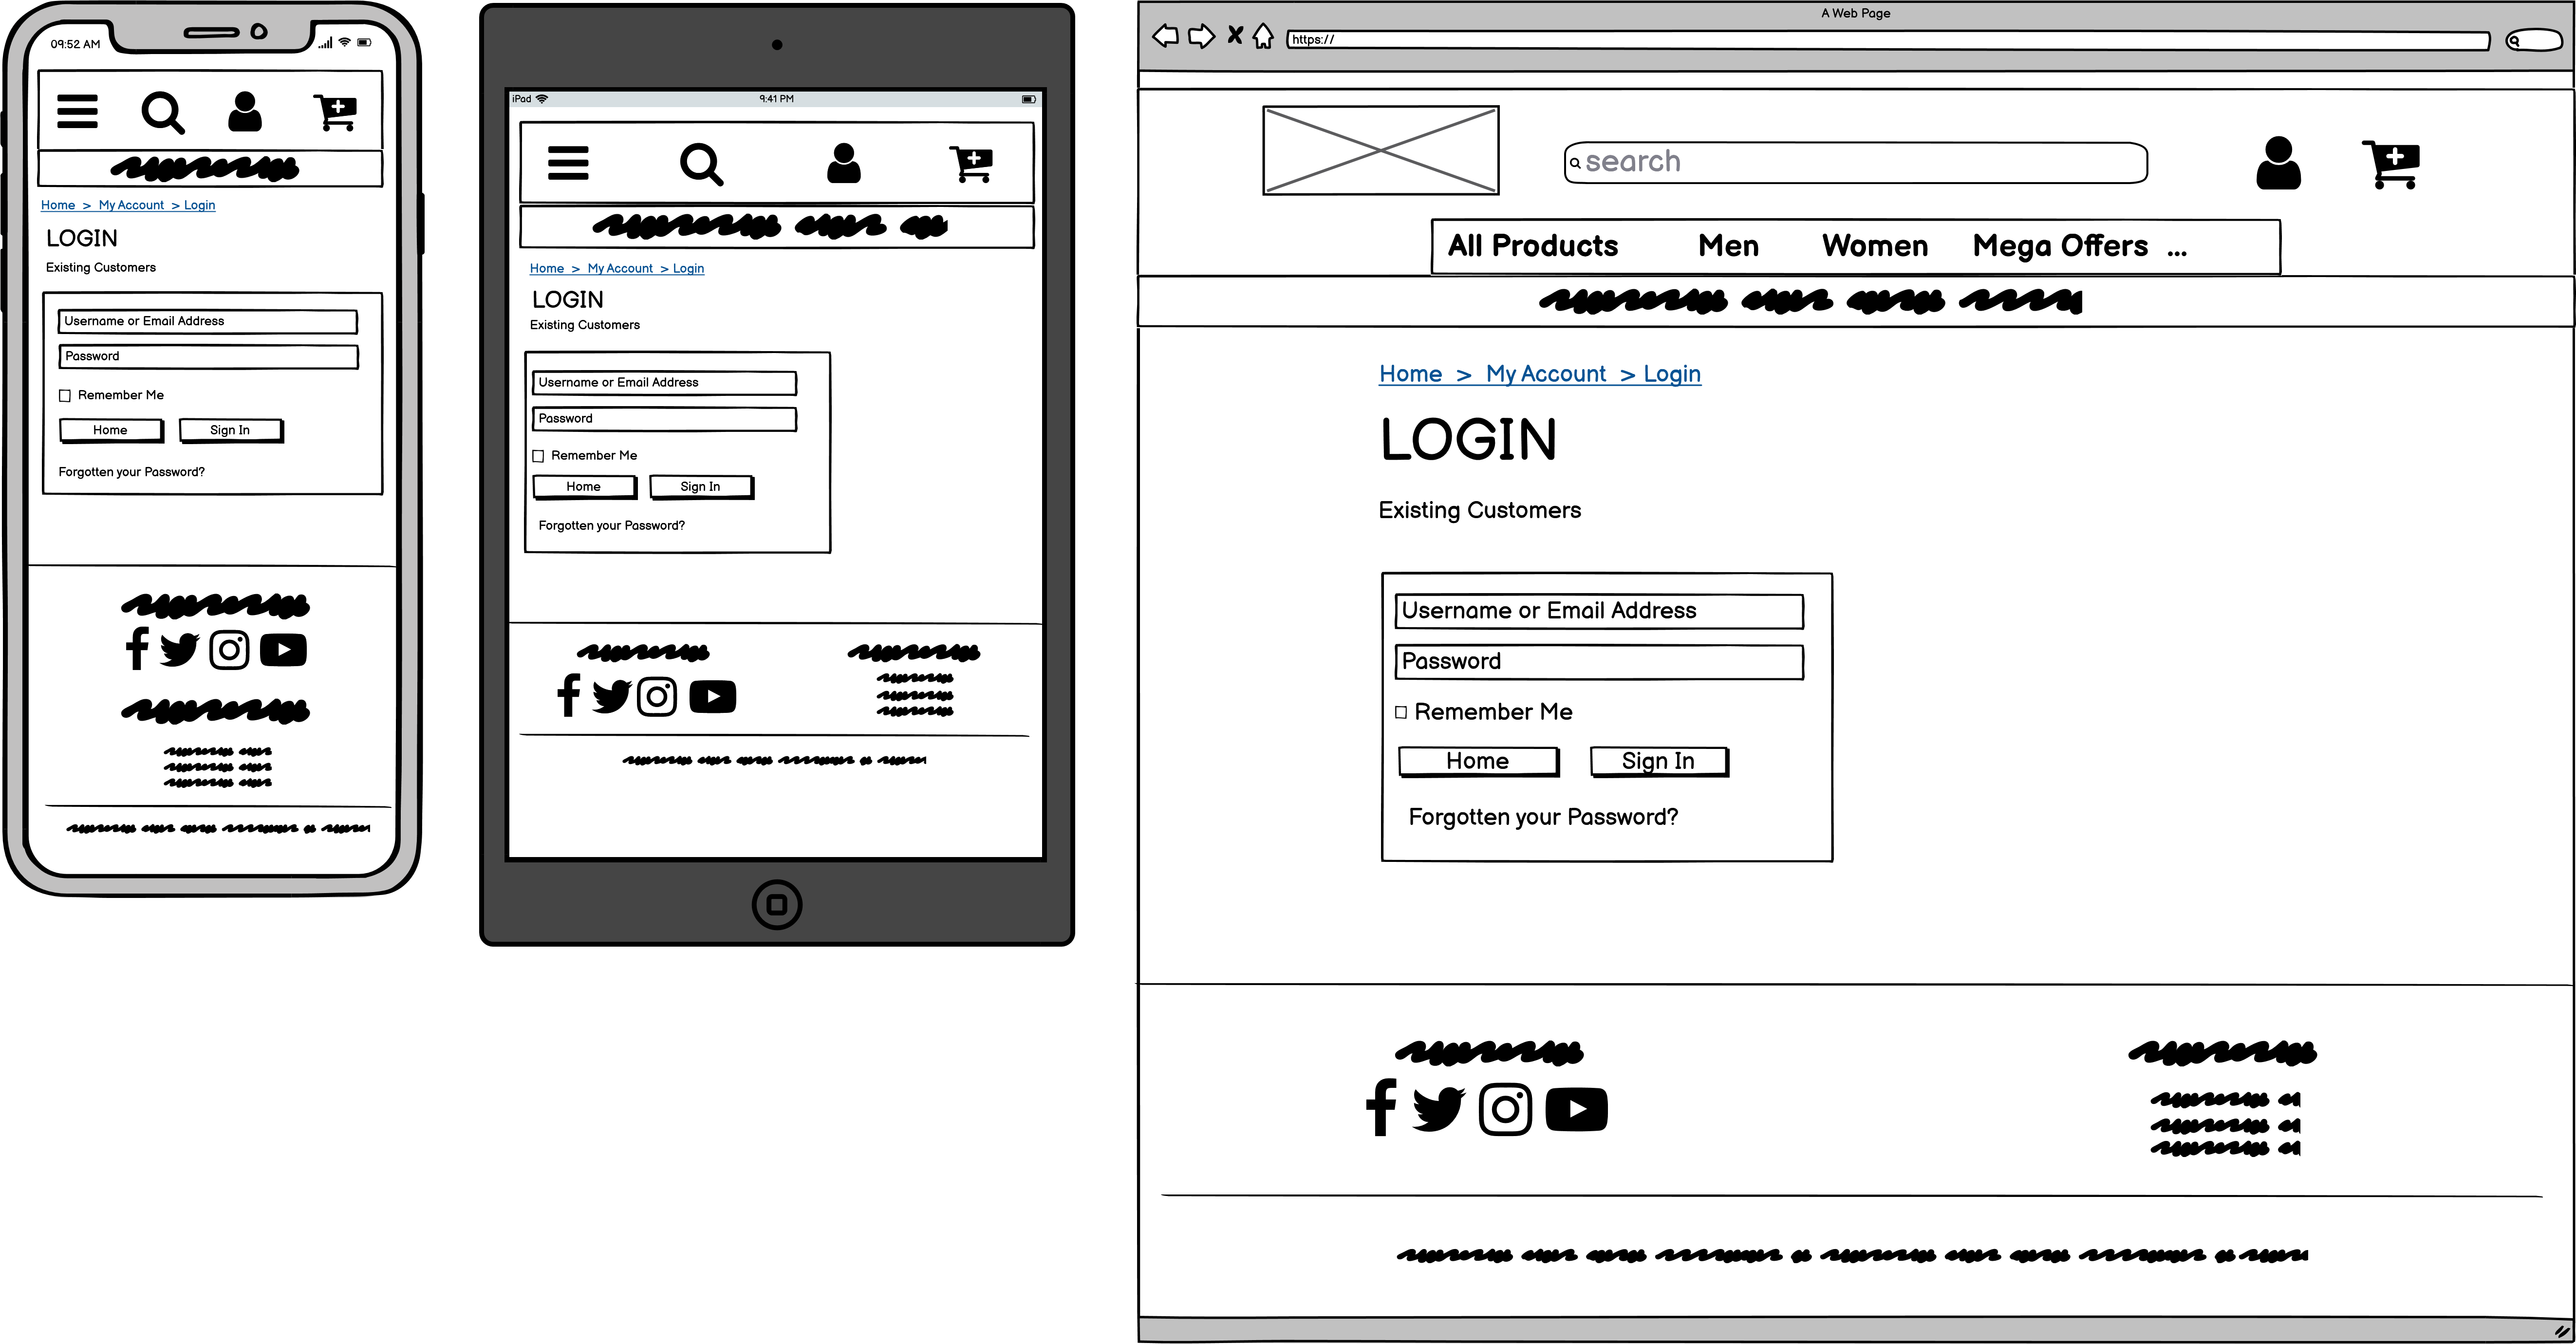 09:52 AM
Home > My Account > Login
LOGIN
Existing Customers
Username or Email Address
Password
Remember Me
Home Sign In
Forgotten your Password?
iPad 9:41 PM
Home > My Account > Login
LOGIN
Existing Customers
Username or Email Address
Password
Remember Me
Home Sign In
Forgotten your Password?
A Web Page
https://
search
All Products Men Women Mega Offers ...
Home > My Account > Login
LOGIN
Existing Customers
Username or Email Address
Password
Remember Me
Home Sign In
Forgotten your Password?